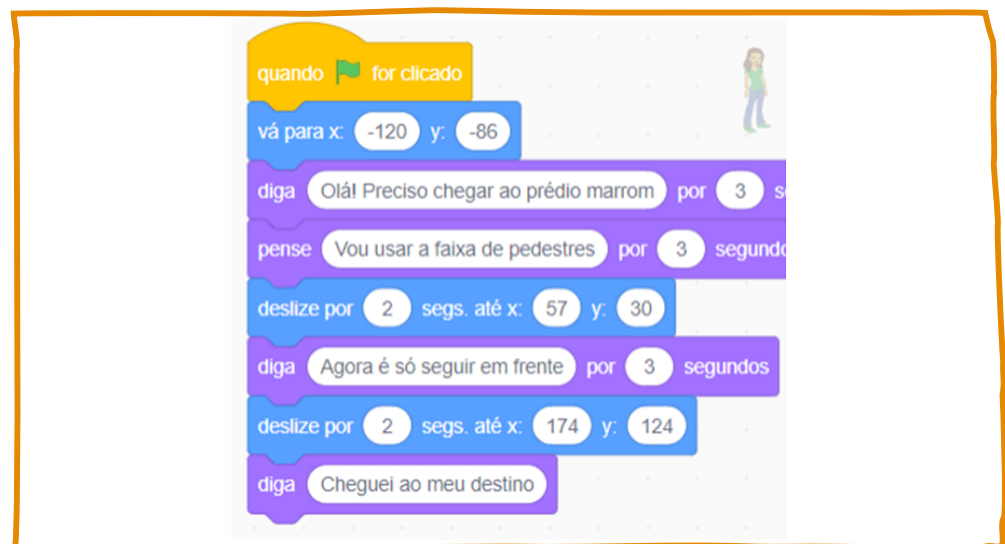 quando for clicado
vá para x: -120 y: -86
diga Olá! Preciso chegar ao prédio marrom por 3 s
pense Vou usar a faixa de pedestres por 3 segundo
deslize por 2 segs. até x: 57 y: 30
diga Agora é só seguir em frente por 3 segundos
deslize por 2 segs. até x: 174 y: 124
diga Cheguei ao meu destino